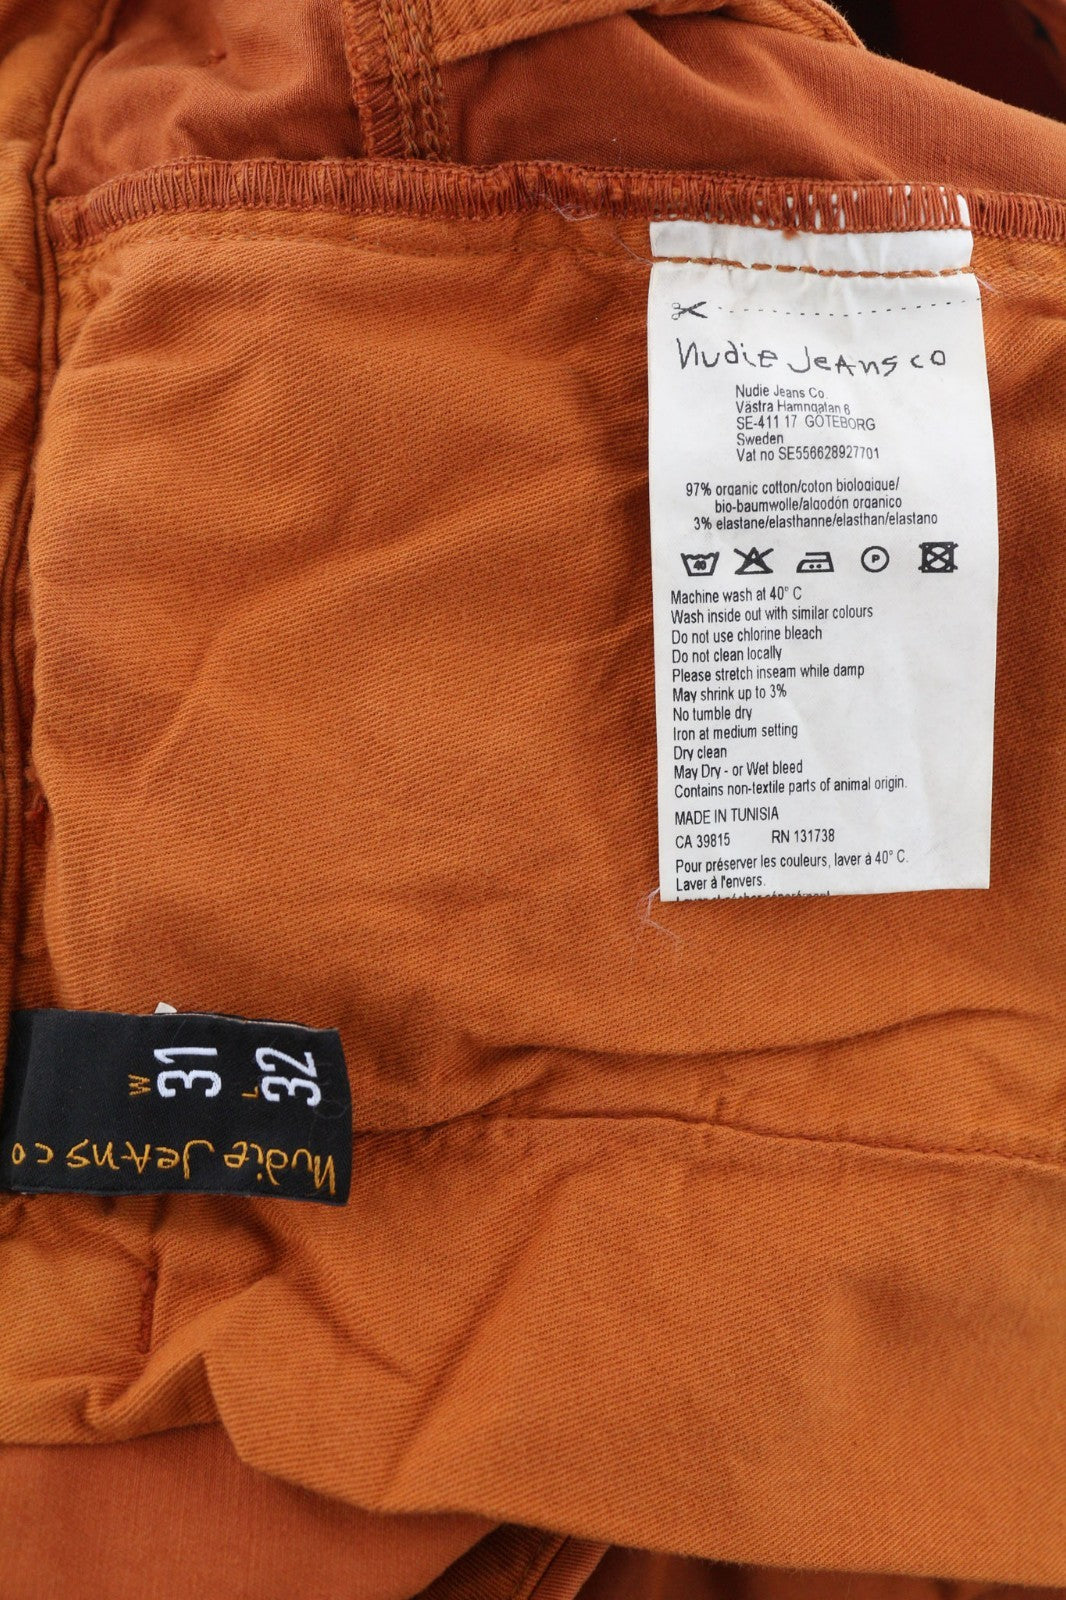 nudie Jeans co
Nudie Jeans Co.
Västra Hamngatan 6
SE-411 17 GÖTEBORG
Sweden
Vat no SE556628927701
97% organic cotton/coton biologique/
bio-baumwolle/algodón orgánico
3% elastane/elasthanne/elasthan/elastano
40
P
Machine wash at 40° C
Wash inside out with similar colours
Do not use chlorine bleach
Do not clean locally
Please stretch inseam while damp
May shrink up to 3%
No tumble dry
Iron at medium setting
Dry clean
May Dry - or Wet bleed
Contains non-textile parts of animal origin.
MADE IN TUNISIA
CA 39815 RN 131738
Pour préserver les couleurs, laver à 40° C.
Laver à l'envers.
W 31
L 32
nudie Jeans co